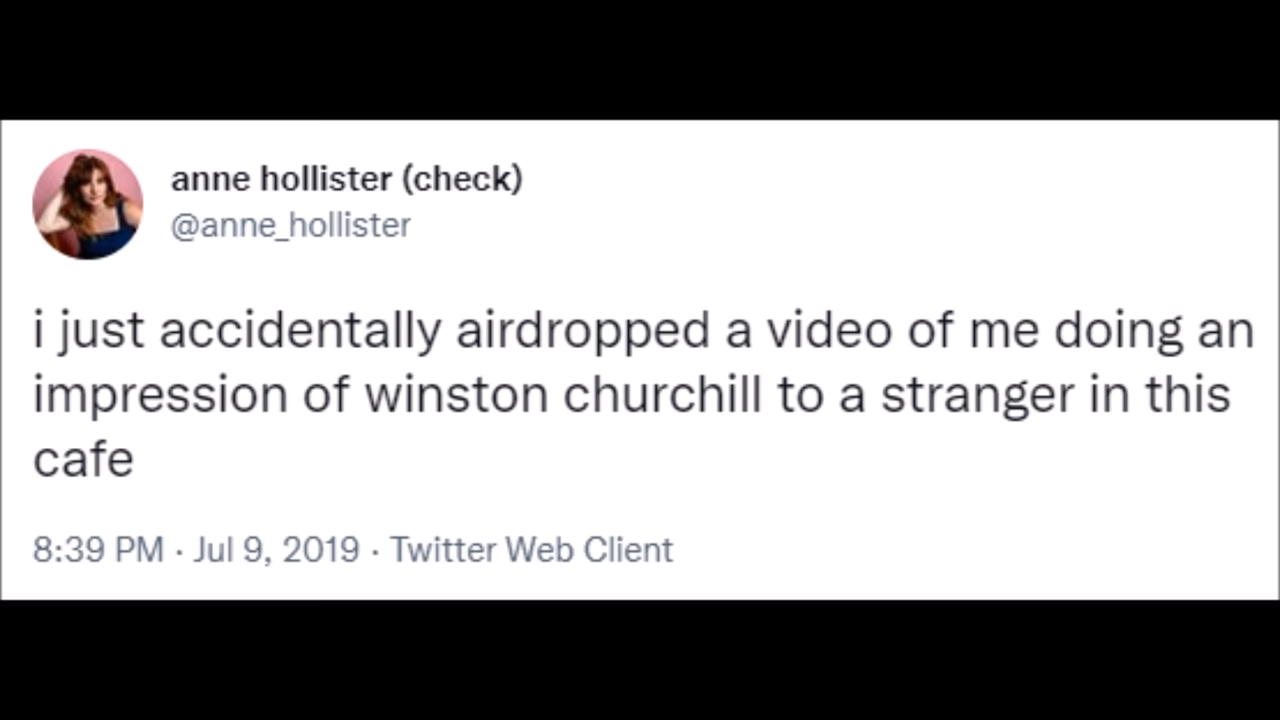 anne hollister (check)
@anne_hollister
i just accidentally airdropped a video of me doing an
impression of winston churchill to a stranger in this
cafe
8:39 PM · Jul 9, 2019 · Twitter Web Client